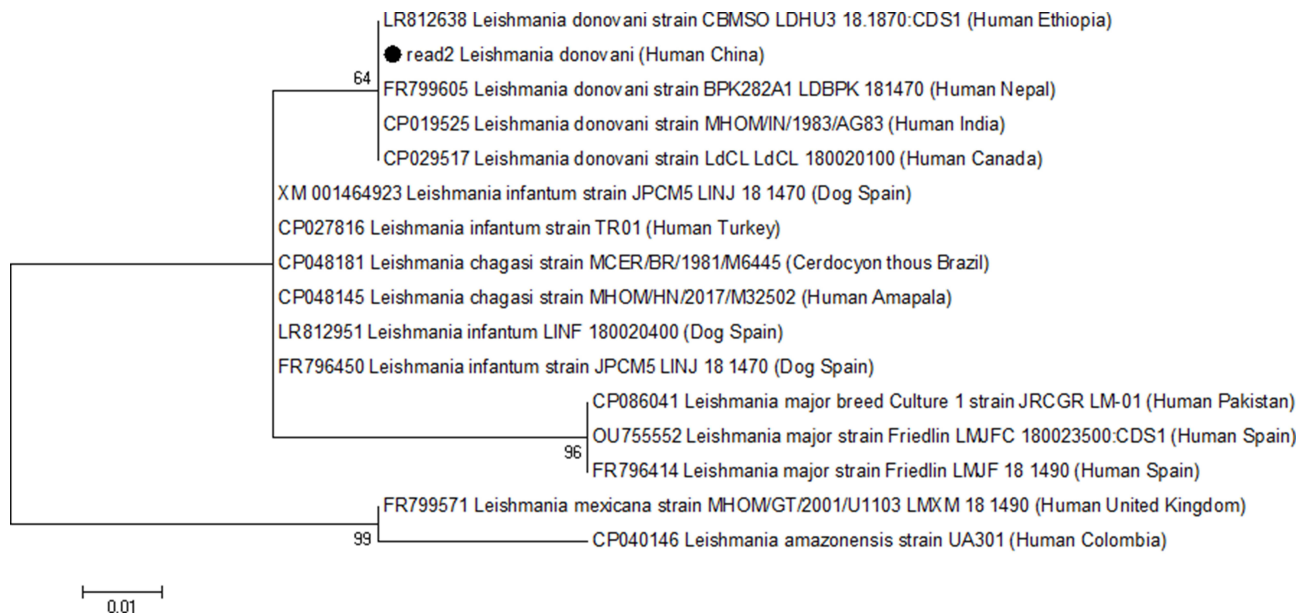 LR812638 Leishmania donovani strain CBMSO LDHU3 18.1870:CDS1 (Human Ethiopia)
read2 Leishmania donovani (Human China)
64
FR799605 Leishmania donovani strain BPK282A1 LDBPK 181470 (Human Nepal)
CP019525 Leishmania donovani strain MHOM/IN/1983/AG83 (Human India)
CP029517 Leishmania donovani strain LdCL LdCL 180020100 (Human Canada)
XM 001464923 Leishmania infantum strain JPCM5 LINJ 18 1470 (Dog Spain)
CP027816 Leishmania infantum strain TR01 (Human Turkey)
CP048181 Leishmania chagasi strain MCER/BR/1981/M6445 (Cerdocyon thous Brazil)
CP048145 Leishmania chagasi strain MHOM/HN/2017/M32502 (Human Amapala)
LR812951 Leishmania infantum LINF 180020400 (Dog Spain)
FR796450 Leishmania infantum strain JPCM5 LINJ 18 1470 (Dog Spain)
CP086041 Leishmania major breed Culture 1 strain JRCGR LM-01 (Human Pakistan)
OU755552 Leishmania major strain Friedlin LMJFC 180023500:CDS1 (Human Spain)
96
FR796414 Leishmania major strain Friedlin LMJF 18 1490 (Human Spain)
FR799571 Leishmania mexicana strain MHOM/GT/2001/U1103 LMXM 18 1490 (Human United Kingdom)
99
CP040146 Leishmania amazonensis strain UA301 (Human Colombia)
0.01